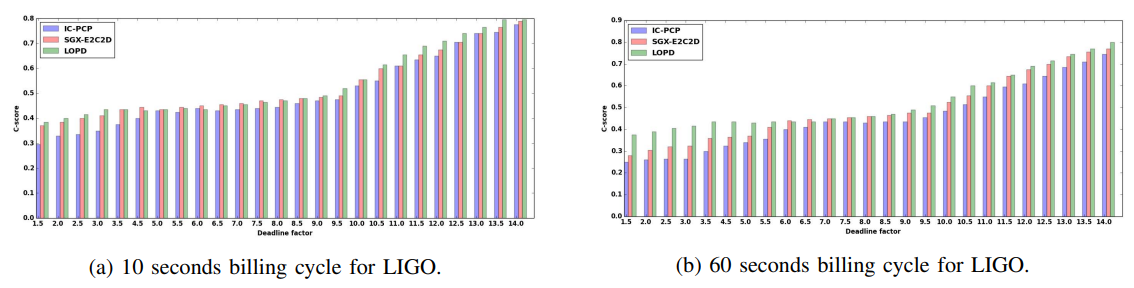 0.8
0.7
0.6
0.5
0.4
0.3
0.2
0.1
0.0
C-score
IC-PCP
SGX-E2C2D
LOPD
1.5 2.0 2.5 3.0 3.5 4.5 5.0 5.5 6.0 6.5 7.0 7.5 8.0 8.5 9.0 9.5 10.0 10.5 11.0 11.5 12.0 12.5 13.0 13.5 14.0
Deadline factor
(a) 10 seconds billing cycle for LIGO.
0.9
0.8
0.7
0.6
0.5
0.4
0.3
0.2
0.1
0.0
C-score
IC-PCP
SGX-E2C2D
LOPD
1.5 2.0 2.5 3.0 3.5 4.5 5.0 5.5 6.0 6.5 7.0 7.5 8.0 8.5 9.0 9.5 10.0 10.5 11.0 11.5 12.0 12.5 13.0 13.5 14.0
Deadline factor
(b) 60 seconds billing cycle for LIGO.